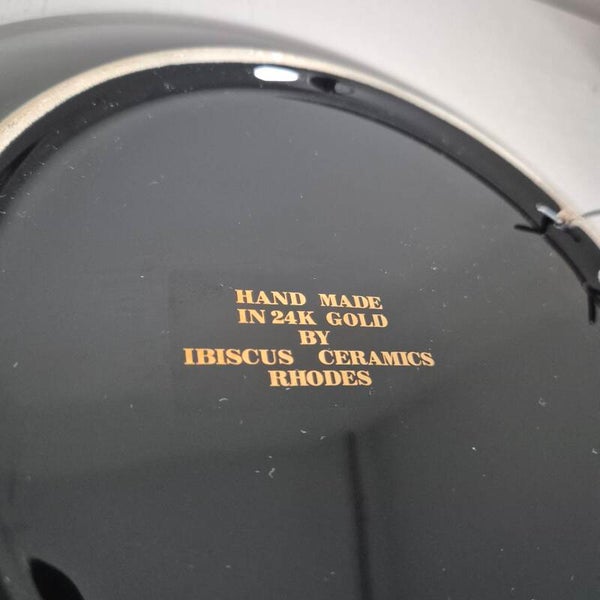 HAND MADE
IN 24K GOLD
BY
IBISCUS CERAMICS
RHODES